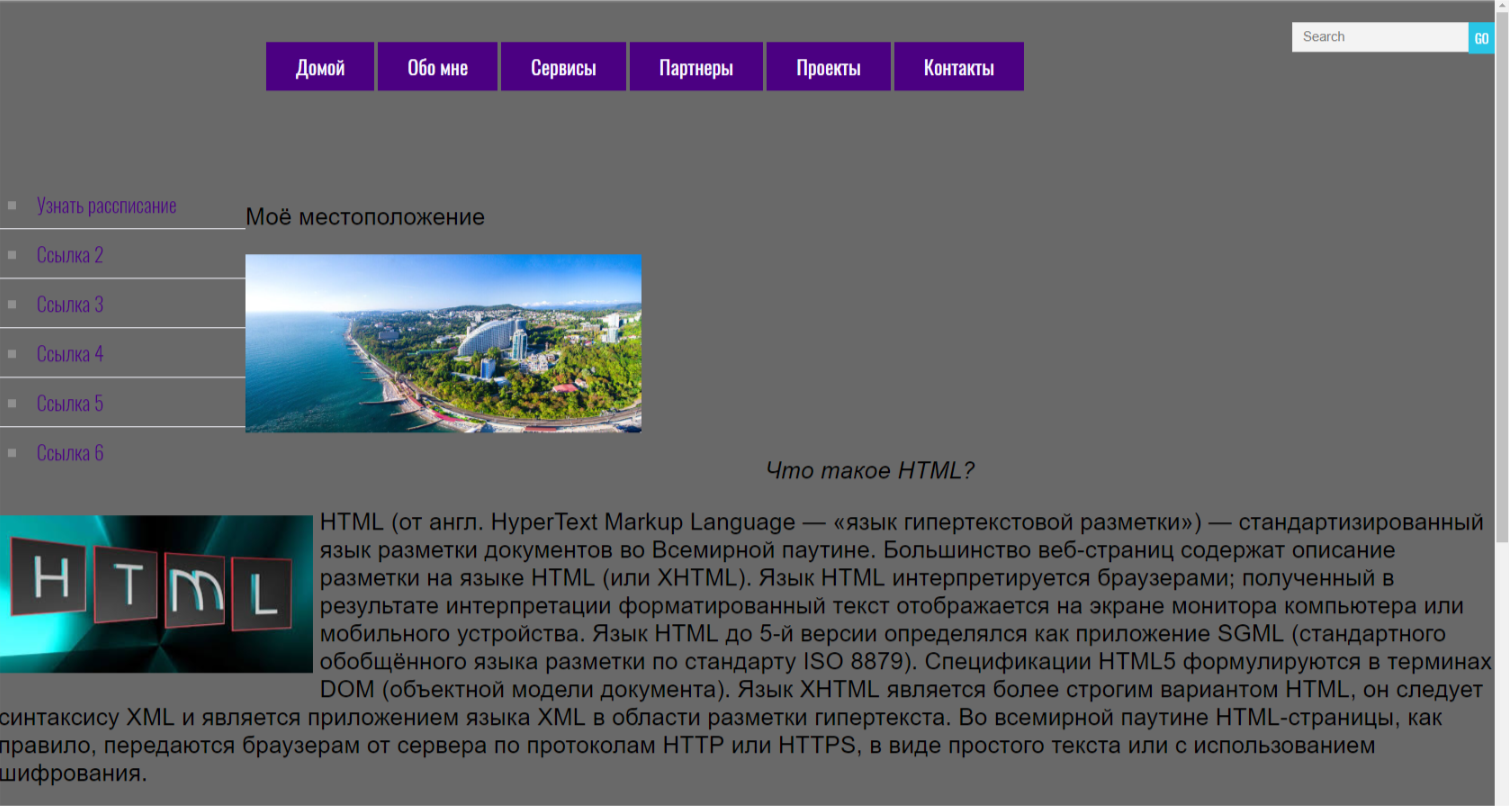 Search
GO
Домой
Обо мне
Сервисы
Партнеры
Проекты
Контакты
Узнать рассписание
Ссылка 2
Ссылка 3
Ссылка 4
Ссылка 5
Ссылка 6
Моё местоположение
Что такое HTML?
HTML
HTML (от англ. HyperText Markup Language — «язык гипертекстовой разметки») — стандартизированный
язык разметки документов во Всемирной паутине. Большинство веб-страниц содержат описание
разметки на языке HTML (или XHTML). Язык HTML интерпретируется браузерами; полученный в
результате интерпретации форматированный текст отображается на экране монитора компьютера или
мобильного устройства. Язык HTML до 5-й версии определялся как приложение SGML (стандартного
обобщённого языка разметки по стандарту ISO 8879). Спецификации HTML5 формулируются в терминах
DOM (объектной модели документа). Язык XHTML является более строгим вариантом HTML, он следует
синтаксису XML и является приложением языка XML в области разметки гипертекста. Во всемирной паутине HTML-страницы, как
правило, передаются браузерам от сервера по протоколам HTTP или HTTPS, в виде простого текста или с использованием
шифрования.